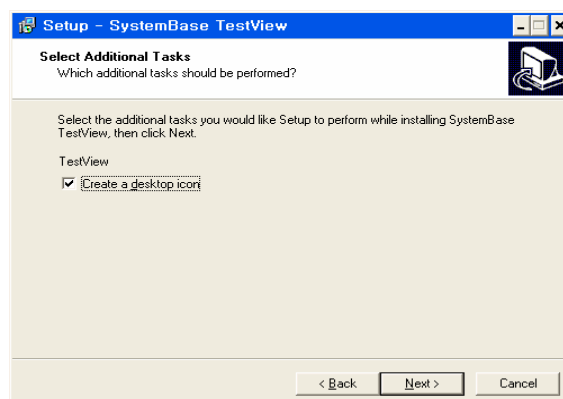 Setup - SystemBase TestView
Select Additional Tasks
Which additional tasks should be performed?
Select the additional tasks you would like Setup to perform while installing SystemBase
TestView, then click Next.
TestView
Create a desktop icon
< Back Next > Cancel